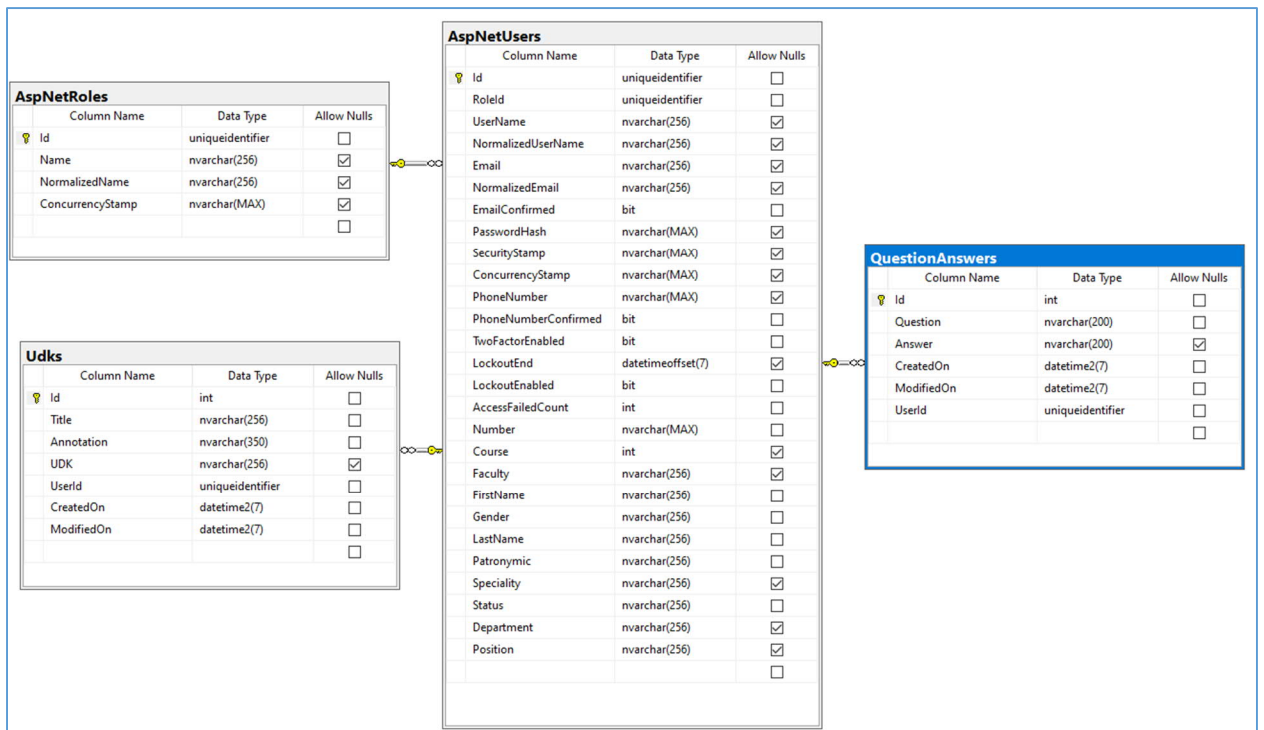 AspNetRoles
Column Name Data Type Allow Nulls
Id uniqueidentifier
Name nvarchar(256)
NormalizedName nvarchar(256)
ConcurrencyStamp nvarchar(MAX)
Udks
Column Name Data Type Allow Nulls
Id int
Title nvarchar(256)
Annotation nvarchar(350)
UDK nvarchar(256)
UserId uniqueidentifier
CreatedOn datetime2(7)
ModifiedOn datetime2(7)
AspNetUsers
Column Name Data Type Allow Nulls
Id uniqueidentifier
RoleId uniqueidentifier
UserName nvarchar(256)
NormalizedUserName nvarchar(256)
Email nvarchar(256)
NormalizedEmail nvarchar(256)
EmailConfirmed bit
PasswordHash nvarchar(MAX)
SecurityStamp nvarchar(MAX)
ConcurrencyStamp nvarchar(MAX)
PhoneNumber nvarchar(MAX)
PhoneNumberConfirmed bit
TwoFactorEnabled bit
LockoutEnd datetimeoffset(7)
LockoutEnabled bit
AccessFailedCount int
Number nvarchar(MAX)
Course int
Faculty nvarchar(256)
FirstName nvarchar(256)
Gender nvarchar(256)
LastName nvarchar(256)
Patronymic nvarchar(256)
Speciality nvarchar(256)
Status nvarchar(256)
Department nvarchar(256)
Position nvarchar(256)
QuestionAnswers
Column Name Data Type Allow Nulls
Id int
Question nvarchar(200)
Answer nvarchar(200)
CreatedOn datetime2(7)
ModifiedOn datetime2(7)
UserId uniqueidentifier